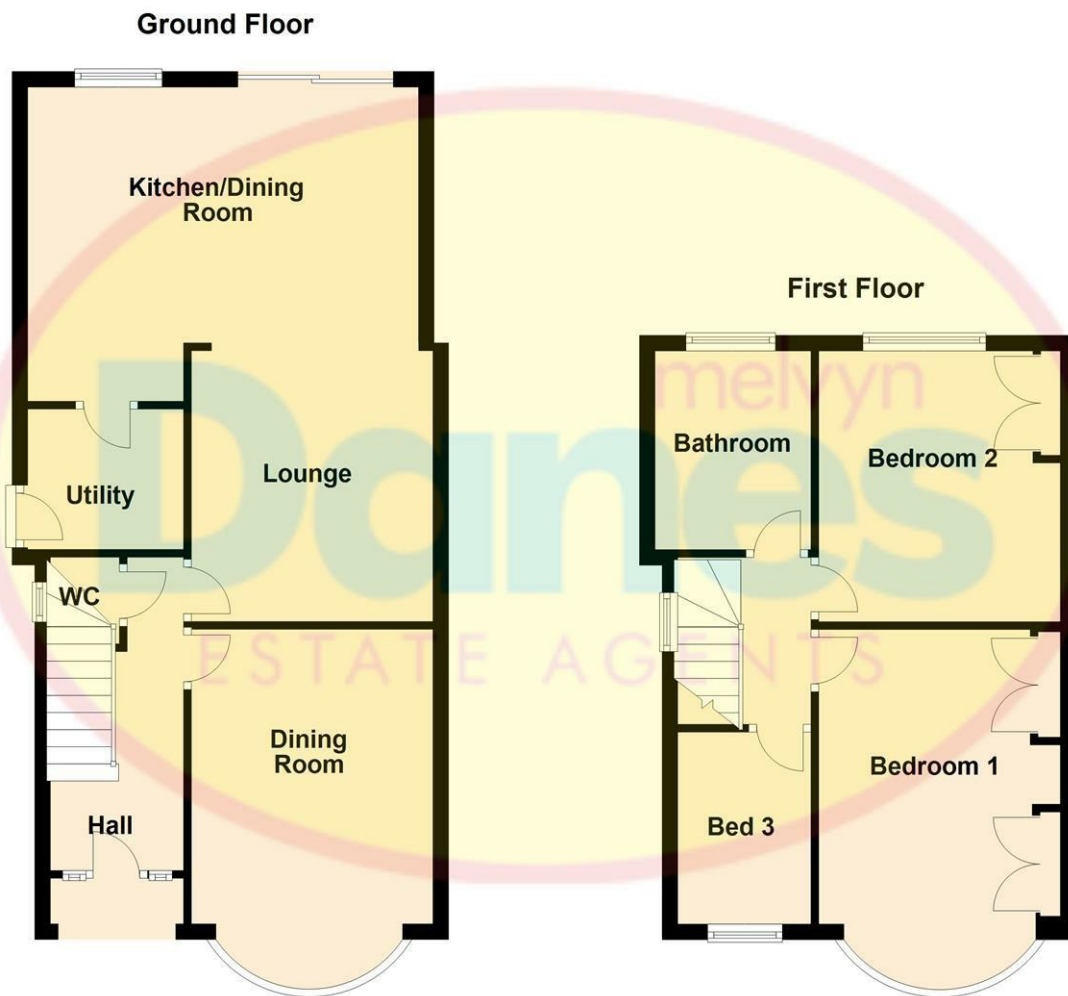 Ground Floor
Kitchen/Dining
Room
Utility
Lounge
WC
Dining
Room
Hall
First Floor
Bathroom
Bedroom 2
Bedroom 1
Bed 3
melvyn
Danes
ESTATE AGENTS